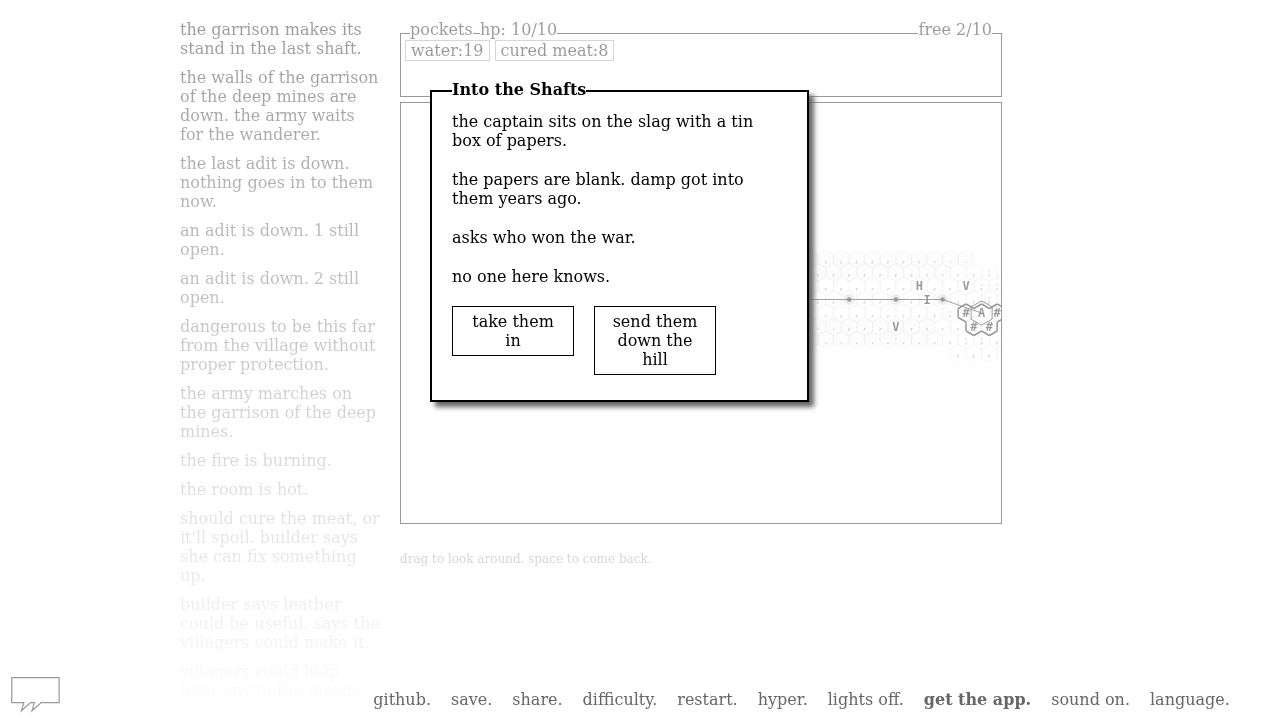 the garrison makes its
stand in the last shaft.
the walls of the garrison
of the deep mines are
down. the army waits
for the wanderer.
the last adit is down.
nothing goes in to them
now.
an adit is down. 1 still
open.
an adit is down. 2 still
open.
dangerous to be this far
from the village without
proper protection.
the army marches on
the garrison of the deep
mines.
the fire is burning.
the room is hot.
should cure the meat, or
it'll spoil. builder says
she can fix something
up.
builder says leather
could be useful. says the
villagers could make it.
villagers could help
hunt, given the means.
pockets hp: 10/10
free 2/10
water:19 cured meat:8
Into the Shafts
the captain sits on the slag with a tin
box of papers.
the papers are blank. damp got into
them years ago.
asks who won the war.
no one here knows.
take them
in
send them
down the
hill
H V
I
# A #
V # #
drag to look around. space to come back.
github. save. share. difficulty. restart. hyper. lights off. get the app. sound on. language.